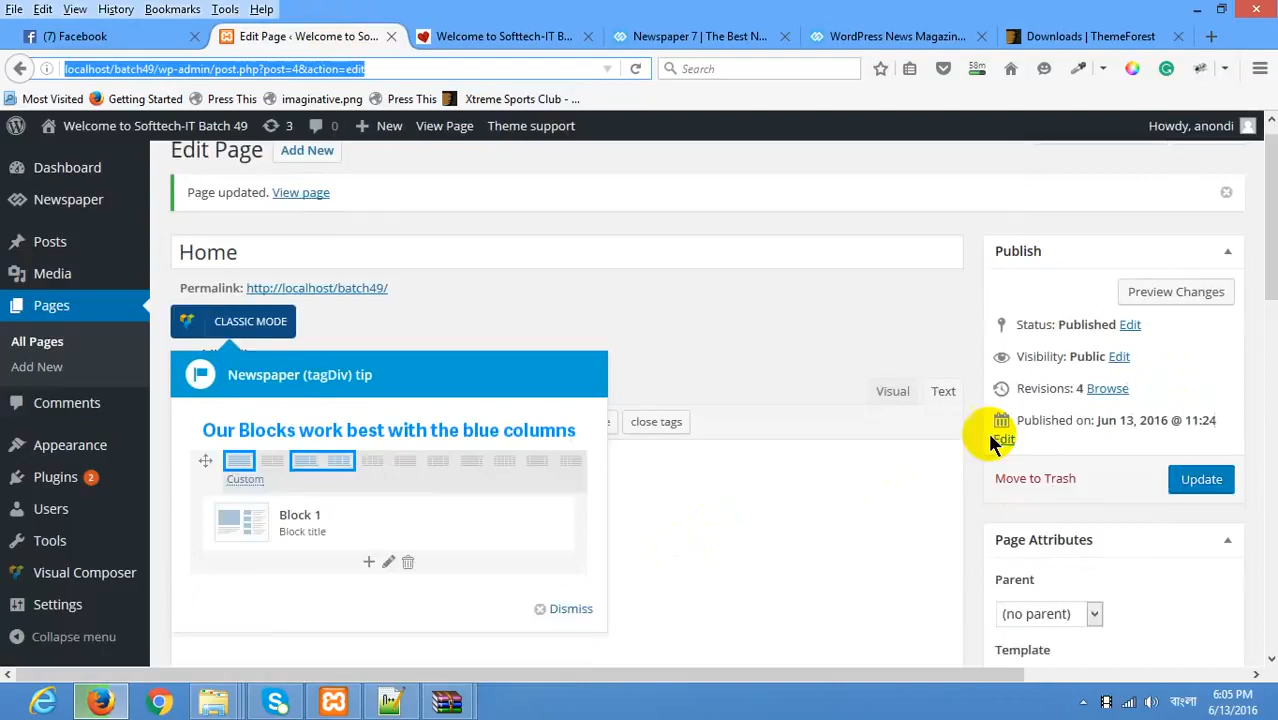 File Edit View History Bookmarks Tools Help
(7) Facebook
Edit Page ‹ Welcome to So...
Welcome to Softtech-IT B...
Newspaper 7 | The Best N...
WordPress News Magazin...
Downloads | ThemeForest
localhost/batch49/wp-admin/post.php?post=4&action=edit
Search
58m
Most Visited Getting Started Press This imaginative.png Press This Xtreme Sports Club - ...
Welcome to Softtech-IT Batch 49 3 0 New View Page Theme support Howdy, anondi
Dashboard
Newspaper
Posts
Media
Pages
All Pages
Add New
Comments
Appearance
Plugins 2
Users
Tools
Visual Composer
Settings
Collapse menu
Edit Page Add New
Page updated. View page
Home
Permalink: http://localhost/batch49/
CLASSIC MODE
Newspaper (tagDiv) tip
Our Blocks work best with the blue columns
Custom
Block 1
Block title
Dismiss
Visual Text
close tags
Publish
Preview Changes
Status: Published Edit
Visibility: Public Edit
Revisions: 4 Browse
Published on: Jun 13, 2016 @ 11:24
Edit
Move to Trash Update
Page Attributes
Parent
(no parent)
Template
বাংলা
6:05 PM
6/13/2016